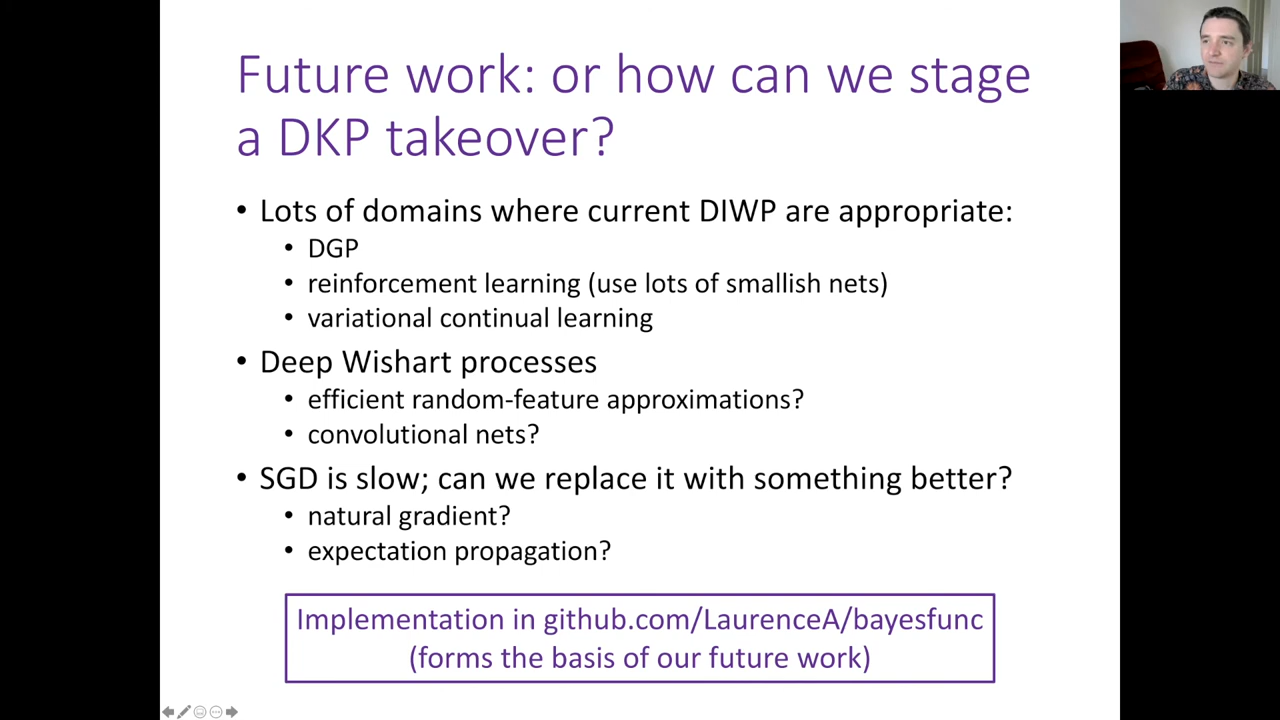 Future work: or how can we stage
a DKP takeover?
• Lots of domains where current DIWP are appropriate:
• DGP
• reinforcement learning (use lots of smallish nets)
• variational continual learning
• Deep Wishart processes
• efficient random-feature approximations?
• convolutional nets?
• SGD is slow; can we replace it with something better?
• natural gradient?
• expectation propagation?
Implementation in github.com/LaurenceA/bayesfunc
(forms the basis of our future work)